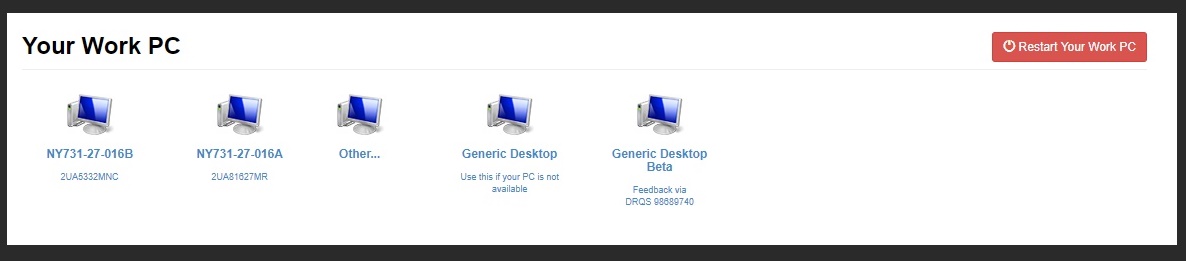 Your Work PC
Restart Your Work PC
NY731-27-016B
2UA5332MNC
NY731-27-016A
2UA81627MR
Other...
Generic Desktop
Use this if your PC is not
available
Generic Desktop
Beta
Feedback via
DRQS 98689740